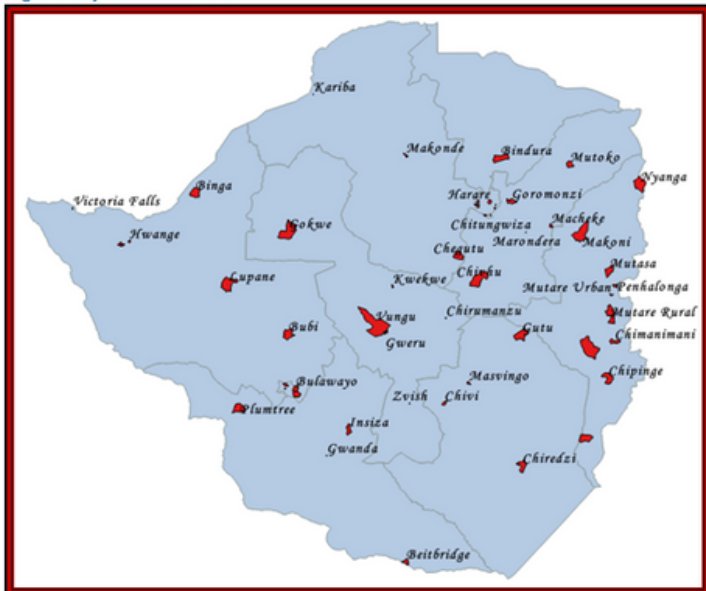 Kariba
Makonde
Bindura
Mutoko
Nyanga
Binga
Victoria Falls
Harare
Goromonzi
Chitungwiza
Macheke
Gokwe
Marondera
Makoni
Hwange
Chegutu
Chivhu
Mutasa
Lupane
Kwekwe
Mutare Urban
Penhalonga
Vungu
Chirumanzu
Mutare Rural
Bubi
Gweru
Gutu
Chimanimani
Bulawayo
Masvingo
Chipinge
Zvish
Chivi
Plumtree
Insiza
Gwanda
Chiredzi
Beitbridge